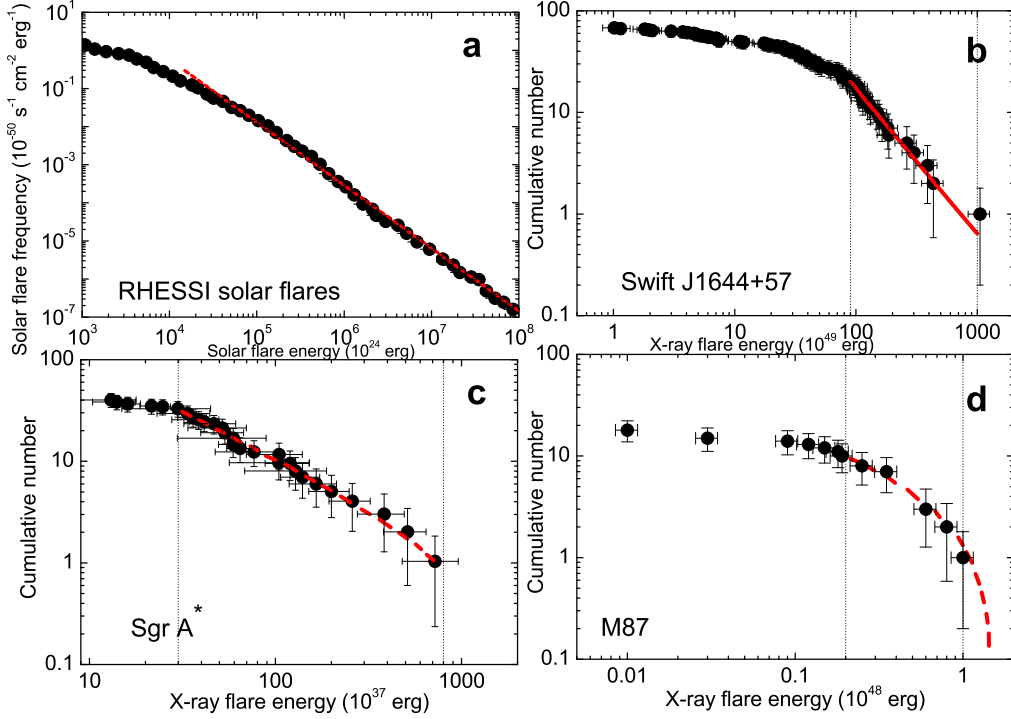 a
Solar flare frequency (10^-50 s^-1 cm^-2 erg^-1)
10^1
10^-1
10^-3
10^-5
10^-7
RHESSI solar flares
10^3 10^4 10^5 10^6 10^7 10^8
Solar flare energy (10^24 erg)
b
Cumulative number
100
10
1
0.1
Swift J1644+57
1 10 100 1000
X-ray flare energy (10^49 erg)
c
Cumulative number
100
10
1
0.1
Sgr A*
10 100 1000
X-ray flare energy (10^37 erg)
d
Cumulative number
100
10
1
0.1
M87
0.01 0.1 1
X-ray flare energy (10^48 erg)